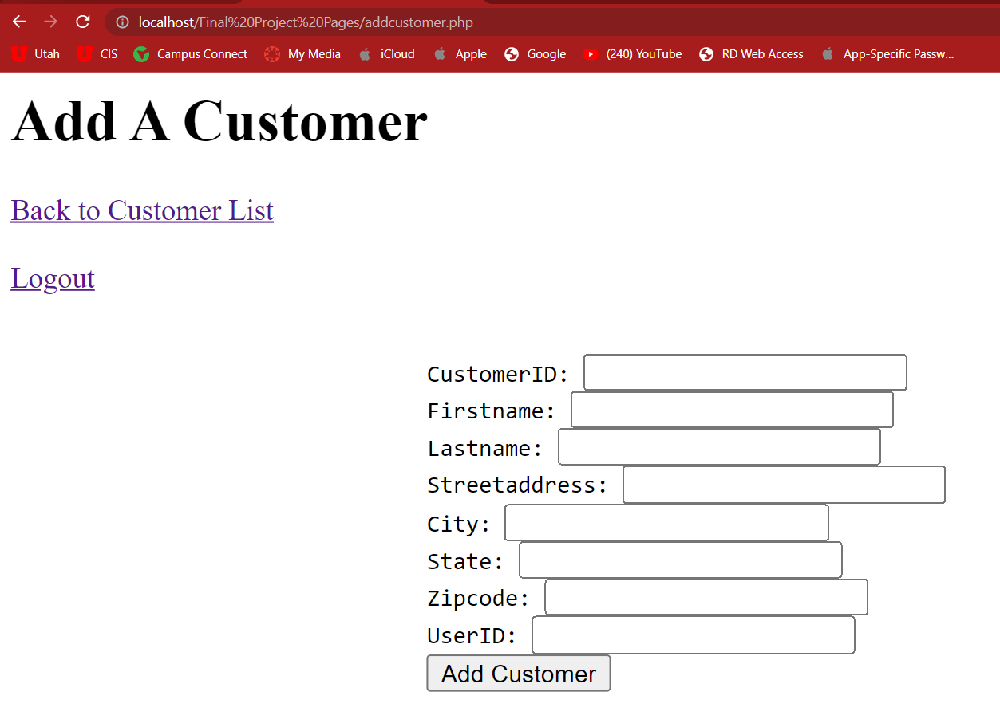 localhost/Final%20Project%20Pages/addcustomer.php
Utah CIS Campus Connect My Media iCloud Apple Google (240) YouTube RD Web Access App-Specific Passw...
Add A Customer
Back to Customer List
Logout
CustomerID:
Firstname:
Lastname:
Streetaddress:
City:
State:
Zipcode:
UserID:
Add Customer